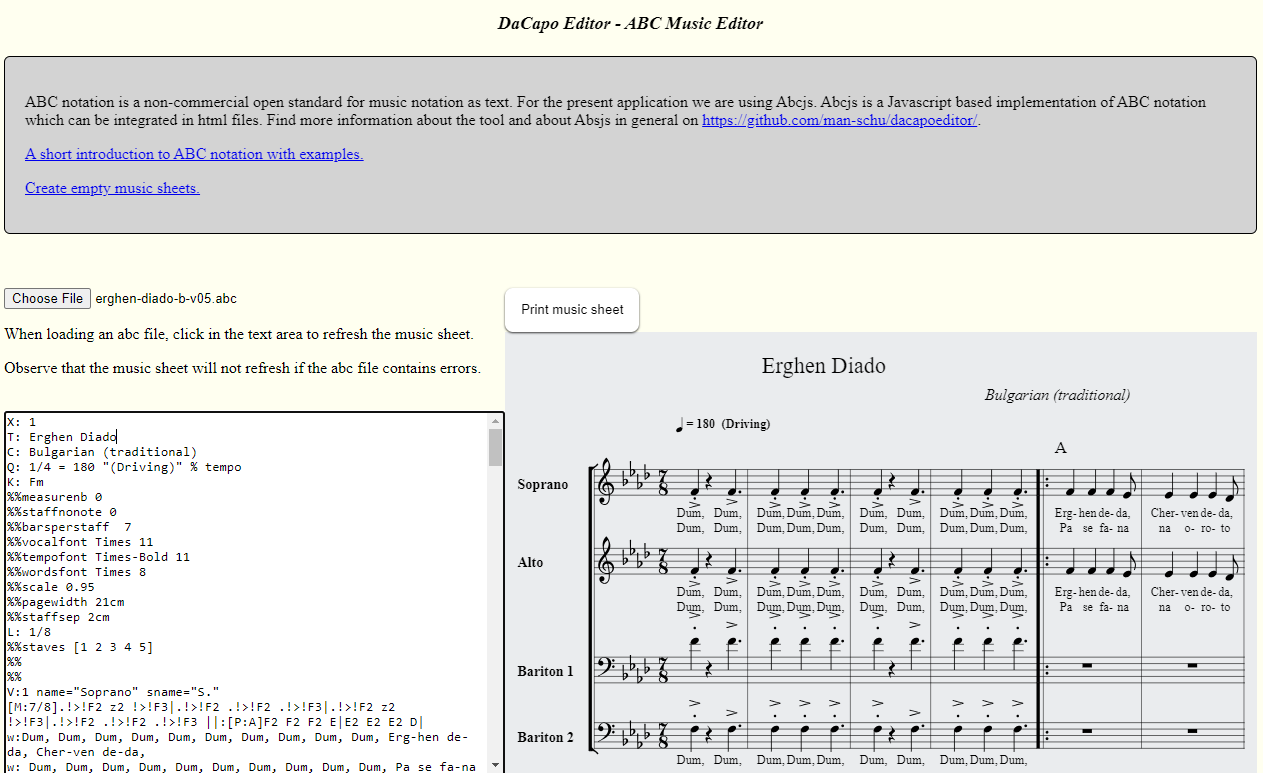 DaCapo Editor - ABC Music Editor
ABC notation is a non-commercial open standard for music notation as text. For the present application we are using Abcjs. Abcjs is a Javascript based implementation of ABC notation
which can be integrated in html files. Find more information about the tool and about Absjs in general on https://github.com/man-schu/dacapoeditor/.
A short introduction to ABC notation with examples.
Create empty music sheets.
Choose File erghen-diado-b-v05.abc
When loading an abc file, click in the text area to refresh the music sheet.
Observe that the music sheet will not refresh if the abc file contains errors.
X: 1
T: Erghen Diado
C: Bulgarian (traditional)
Q: 1/4 = 180 "(Driving)" % tempo
K: Fm
%%measurenb 0
%%staffnonote 0
%%barsperstaff  7
%%vocalfont Times 11
%%tempofont Times-Bold 11
%%wordsfont Times 8
%%scale 0.95
%%pagewidth 21cm
%%staffsep 2cm
L: 1/8
%%staves [1 2 3 4 5]
%%
%%
V:1 name="Soprano" sname="S."
[M:7/8].!>!F2 z2 !>!F3|.!>!F2 .!>!F2 .!>!F3|.!>!F2 z2
!>!F3|.!>!F2 .!>!F2 .!>!F3 ||:[P:A]F2 F2 F2 E|E2 E2 E2 D|
w:Dum, Dum, Dum, Dum, Dum, Dum, Dum, Dum, Dum, Dum, Erg-hen de-
da, Cher-ven de-da,
w: Dum, Dum, Dum, Dum, Dum, Dum, Dum, Dum, Dum, Dum, Pa se fa-na
Print music sheet
Erghen Diado
Bulgarian (traditional)
= 180 (Driving)
A
Soprano
7
8
Dum, Dum, Dum, Dum, Dum, Dum, Dum, Dum, Dum, Dum, Erg- hen de- da, Cher- ven de- da,
Dum, Dum, Dum, Dum, Dum, Dum, Dum, Dum, Dum, Dum, Pa se fa- na na o- ro- to
Alto
7
8
Dum, Dum, Dum, Dum, Dum, Dum, Dum, Dum, Dum, Dum, Erg- hen de- da, Cher- ven de- da,
Dum, Dum, Dum, Dum, Dum, Dum, Dum, Dum, Dum, Dum, Pa se fa- na na o- ro- to
Bariton 1
7
8
Bariton 2
7
8
Dum, Dum, Dum, Dum, Dum, Dum, Dum, Dum, Dum, Dum,